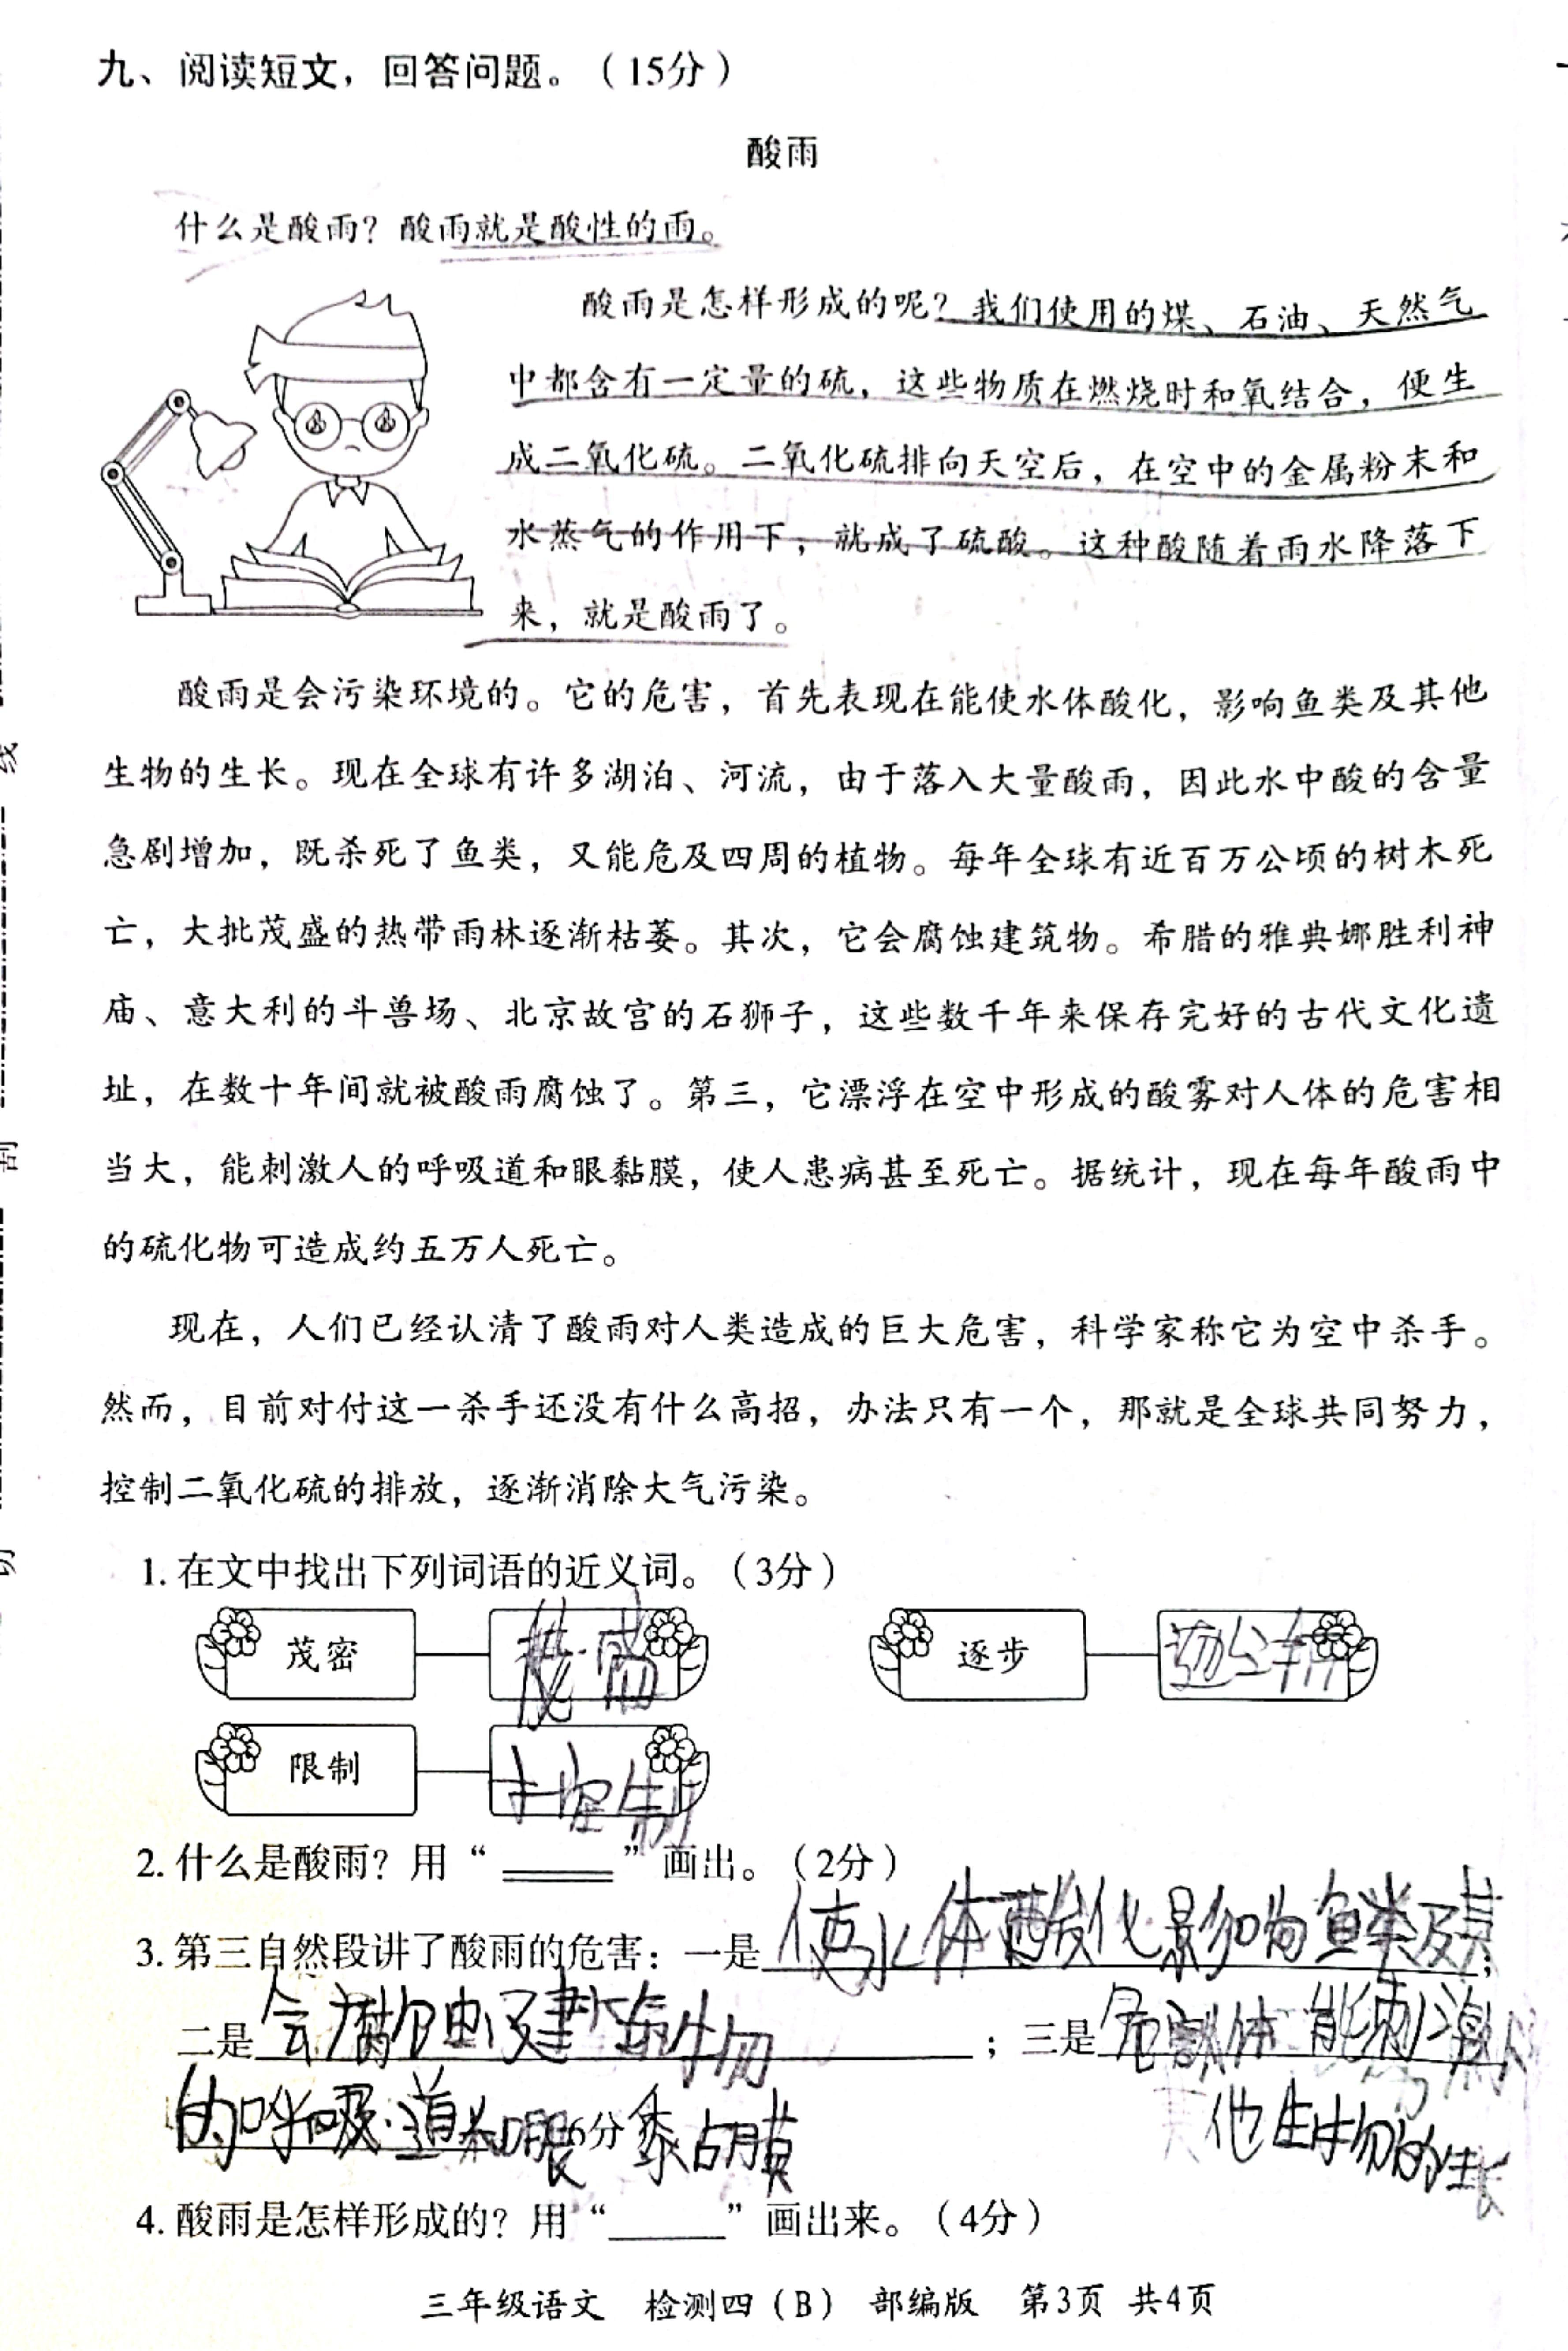 九、阅读短文，回答问题。（15分）
酸雨
什么是酸雨？酸雨就是酸性的雨。
酸雨是怎样形成的呢？我们使用的煤、石油、天然气
中都含有一定量的硫，这些物质在燃烧时和氧结合，便生
成二氧化硫。二氧化硫排向天空后，在空中的金属粉末和
水蒸气的作用下，就成了硫酸。这种酸随着雨水降落下
来，就是酸雨了。
酸雨是会污染环境的。它的危害，首先表现在能使水体酸化，影响鱼类及其他
生物的生长。现在全球有许多湖泊、河流，由于落入大量酸雨，因此水中酸的含量
急剧增加，既杀死了鱼类，又能危及四周的植物。每年全球有近百万公顷的树木死
亡，大批茂盛的热带雨林逐渐枯萎。其次，它会腐蚀建筑物。希腊的雅典娜胜利神
庙、意大利的斗兽场、北京故宫的石狮子，这些数千年来保存完好的古代文化遗
址，在数十年间就被酸雨腐蚀了。第三，它漂浮在空中形成的酸雾对人体的危害相
当大，能刺激人的呼吸道和眼黏膜，使人患病甚至死亡。据统计，现在每年酸雨中
的硫化物可造成约五万人死亡。
现在，人们已经认清了酸雨对人类造成的巨大危害，科学家称它为空中杀手。
然而，目前对付这一杀手还没有什么高招，办法只有一个，那就是全球共同努力，
控制二氧化硫的排放，逐渐消除大气污染。
1. 在文中找出下列词语的近义词。（3分）
茂密 茂盛 逐步
限制 控制
2. 什么是酸雨？用“＿＿”画出。（2分）
3. 第三自然段讲了酸雨的危害：一是使水体酸化影响鱼类及其；
二是会腐蚀建筑物；三是危害人体 能刺激人
的呼吸道和眼黏膜 6分 他生物的生长
4. 酸雨是怎样形成的？用“＿＿”画出来。（4分）
三年级语文 检测四（B） 部编版 第3页 共4页
线
切